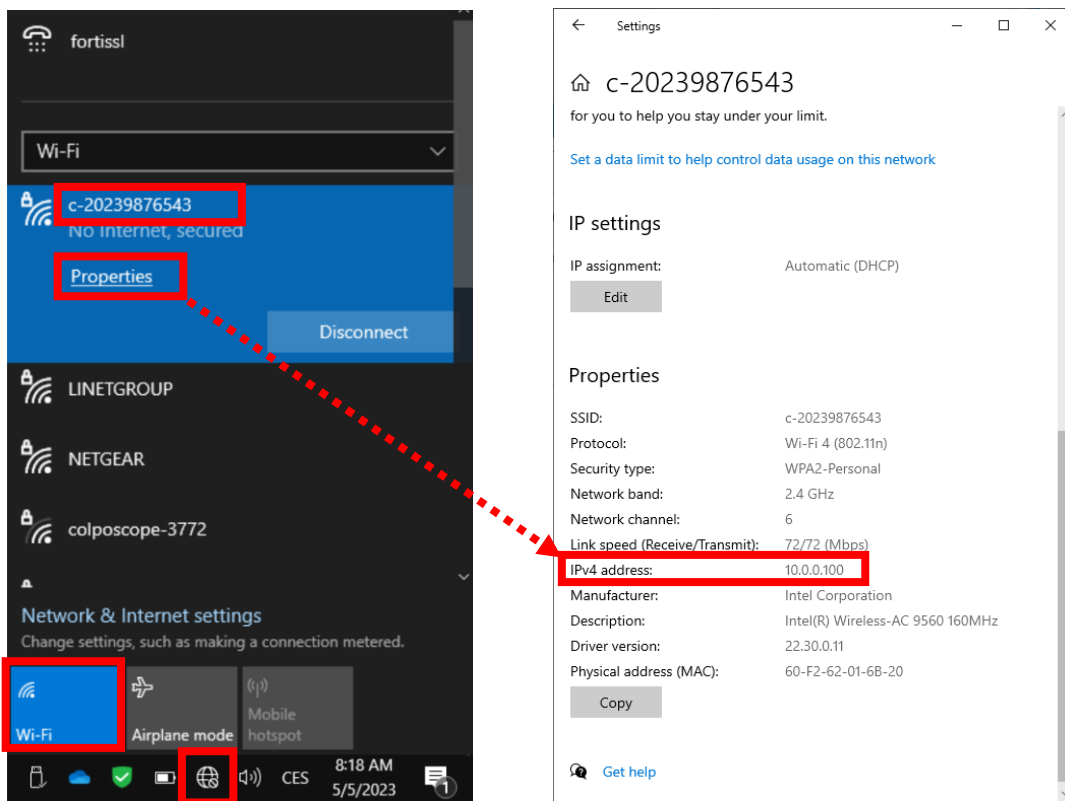 fortissl
Wi-Fi
c-20239876543
No Internet, secured
Properties
Disconnect
LINETGROUP
NETGEAR
colposcope-3772
Network & Internet settings
Change settings, such as making a connection metered.
Wi-Fi
Airplane mode
Mobile
hotspot
CES
8:18 AM
5/5/2023
1
Settings
c-20239876543
for you to help you stay under your limit.
Set a data limit to help control data usage on this network
IP settings
IP assignment: Automatic (DHCP)
Edit
Properties
SSID: c-20239876543
Protocol: Wi-Fi 4 (802.11n)
Security type: WPA2-Personal
Network band: 2.4 GHz
Network channel: 6
Link speed (Receive/Transmit): 72/72 (Mbps)
IPv4 address: 10.0.0.100
Manufacturer: Intel Corporation
Description: Intel(R) Wireless-AC 9560 160MHz
Driver version: 22.30.0.11
Physical address (MAC): 60-F2-62-01-6B-20
Copy
Get help